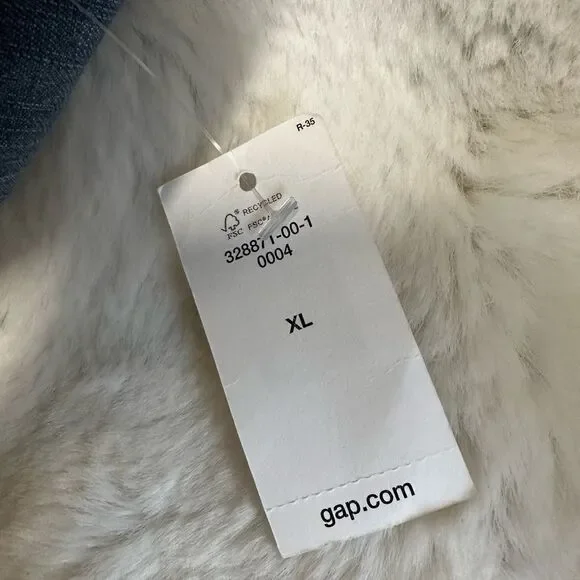 R-35
RECYCLED
FSC
328871-00-1
0004
XL
gap.com